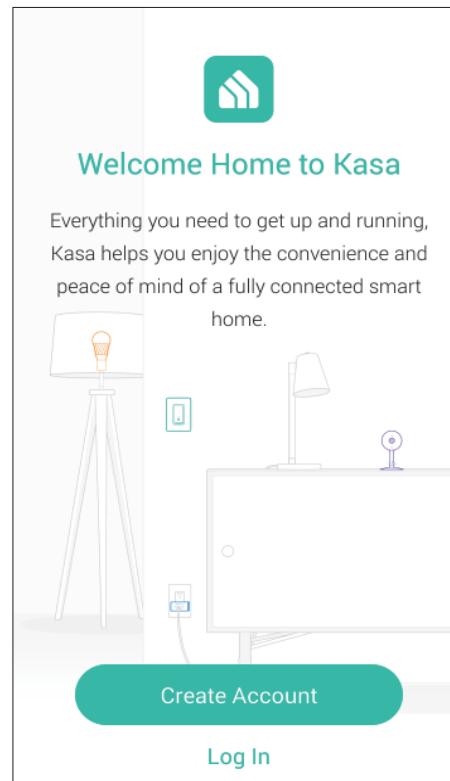 Welcome Home to Kasa
Everything you need to get up and running,
Kasa helps you enjoy the convenience and
peace of mind of a fully connected smart
home.
Create Account
Log In